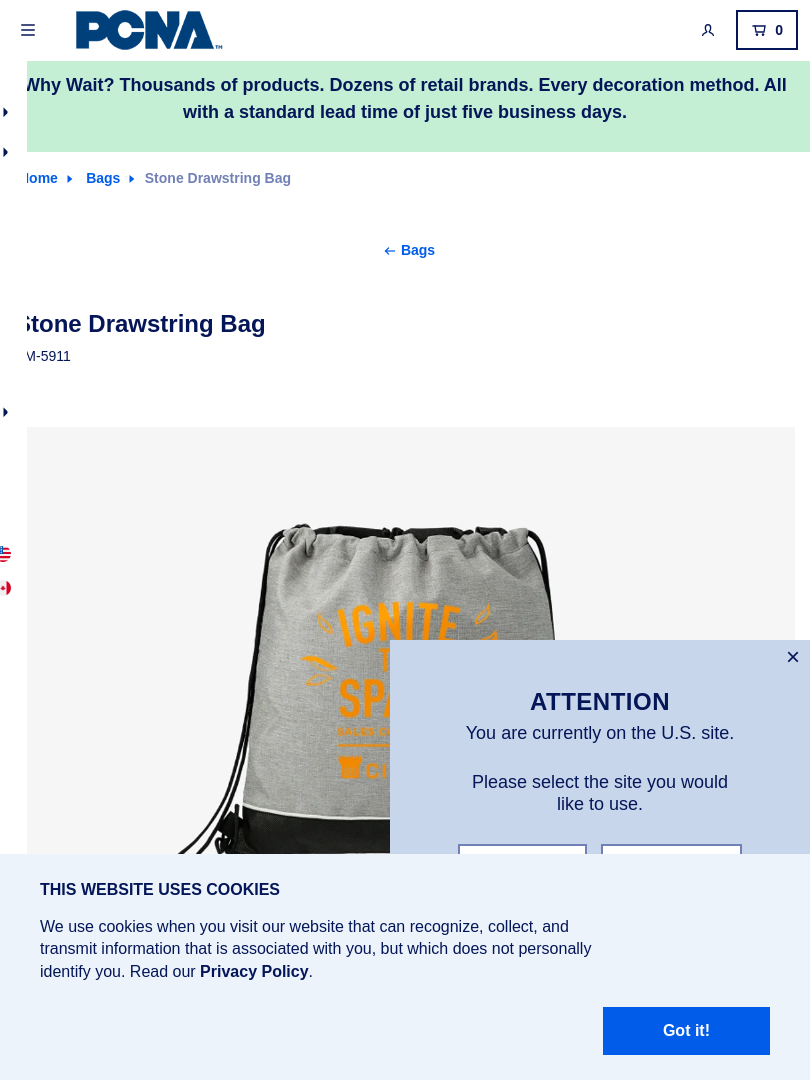 PCNA™
0
Why Wait? Thousands of products. Dozens of retail brands. Every decoration method. All
with a standard lead time of just five business days.
Home Bags Stone Drawstring Bag
Bags
Stone Drawstring Bag
M-5911
IGNITE
SPA
ATTENTION
You are currently on the U.S. site.
Please select the site you would
like to use.
THIS WEBSITE USES COOKIES
We use cookies when you visit our website that can recognize, collect, and
transmit information that is associated with you, but which does not personally
identify you. Read our Privacy Policy.
Got it!